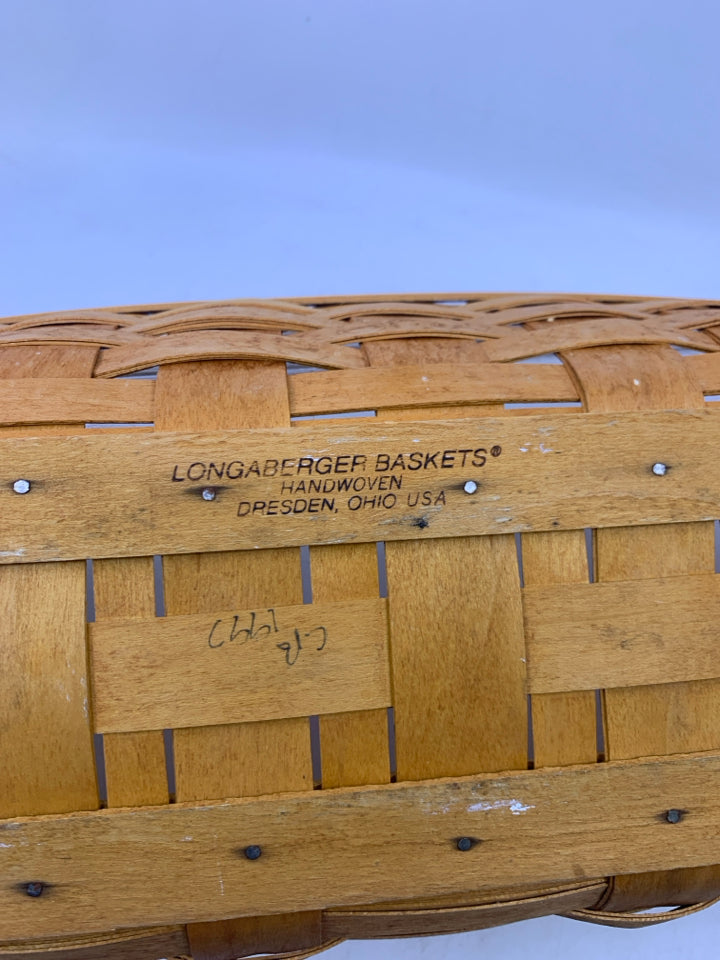 LONGABERGER BASKETS®
HANDWOVEN
DRESDEN, OHIO USA